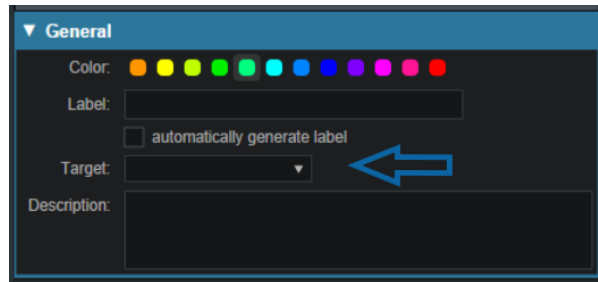 General
Color:
Label:
automatically generate label
Target:
Description: